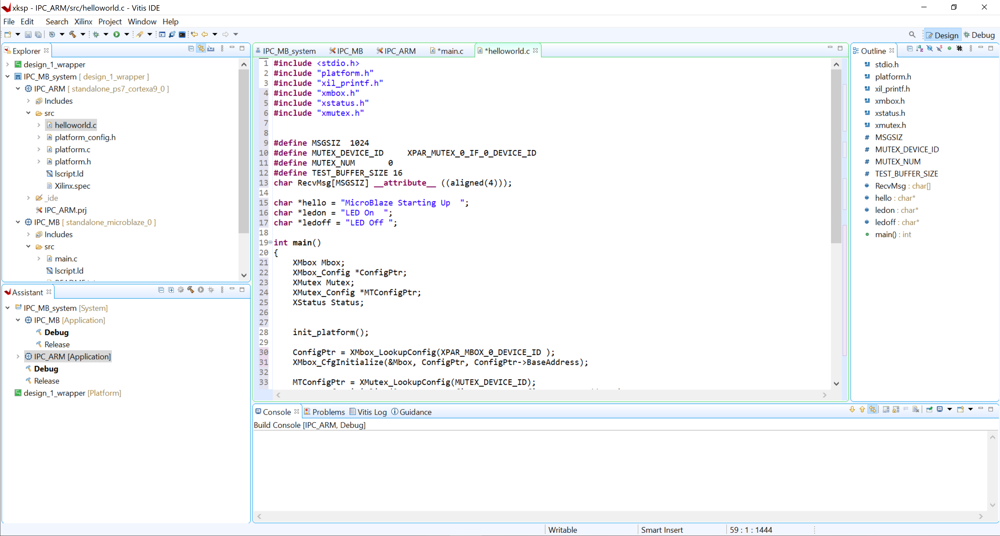 xksp - IPC_ARM/src/helloworld.c - Vitis IDE
File Edit Search Xilinx Project Window Help
Design Debug
Explorer
design_1_wrapper
IPC_MB_system [ design_1_wrapper ]
IPC_ARM [ standalone_ps7_cortexa9_0 ]
Includes
src
helloworld.c
platform_config.h
platform.c
platform.h
lscript.ld
Xilinx.spec
_ide
IPC_ARM.prj
IPC_MB [ standalone_microblaze_0 ]
Includes
src
main.c
lscript.ld
Assistant
IPC_MB_system [System]
IPC_MB [Application]
Debug
Release
IPC_ARM [Application]
Debug
Release
design_1_wrapper [Platform]
IPC_MB_system IPC_MB IPC_ARM *main.c *helloworld.c
1 #include <stdio.h>
2 #include "platform.h"
3 #include "xil_printf.h"
4 #include "xmbox.h"
5 #include "xstatus.h"
6 #include "xmutex.h"
7
8
9 #define MSGSIZ  1024
10 #define MUTEX_DEVICE_ID     XPAR_MUTEX_0_IF_0_DEVICE_ID
11 #define MUTEX_NUM       0
12 #define TEST_BUFFER_SIZE 16
13 char RecvMsg[MSGSIZ] __attribute__ ((aligned(4)));
14
15 char *hello = "MicroBlaze Starting Up  ";
16 char *ledon = "LED On  ";
17 char *ledoff = "LED Off ";
18
19 int main()
20 {
21     XMbox Mbox;
22     XMbox_Config *ConfigPtr;
23     XMutex Mutex;
24     XMutex_Config *MTConfigPtr;
25     XStatus Status;
26
27
28     init_platform();
29
30     ConfigPtr = XMbox_LookupConfig(XPAR_MBOX_0_DEVICE_ID );
31     XMbox_CfgInitialize(&Mbox, ConfigPtr, ConfigPtr->BaseAddress);
32
33     MTConfigPtr = XMutex_LookupConfig(MUTEX_DEVICE_ID);
Outline
stdio.h
platform.h
xil_printf.h
xmbox.h
xstatus.h
xmutex.h
MSGSIZ
MUTEX_DEVICE_ID
MUTEX_NUM
TEST_BUFFER_SIZE
RecvMsg : char[]
hello : char*
ledon : char*
ledoff : char*
main() : int
Console Problems Vitis Log Guidance
Build Console [IPC_ARM, Debug]
Writable Smart Insert 59 : 1 : 1444